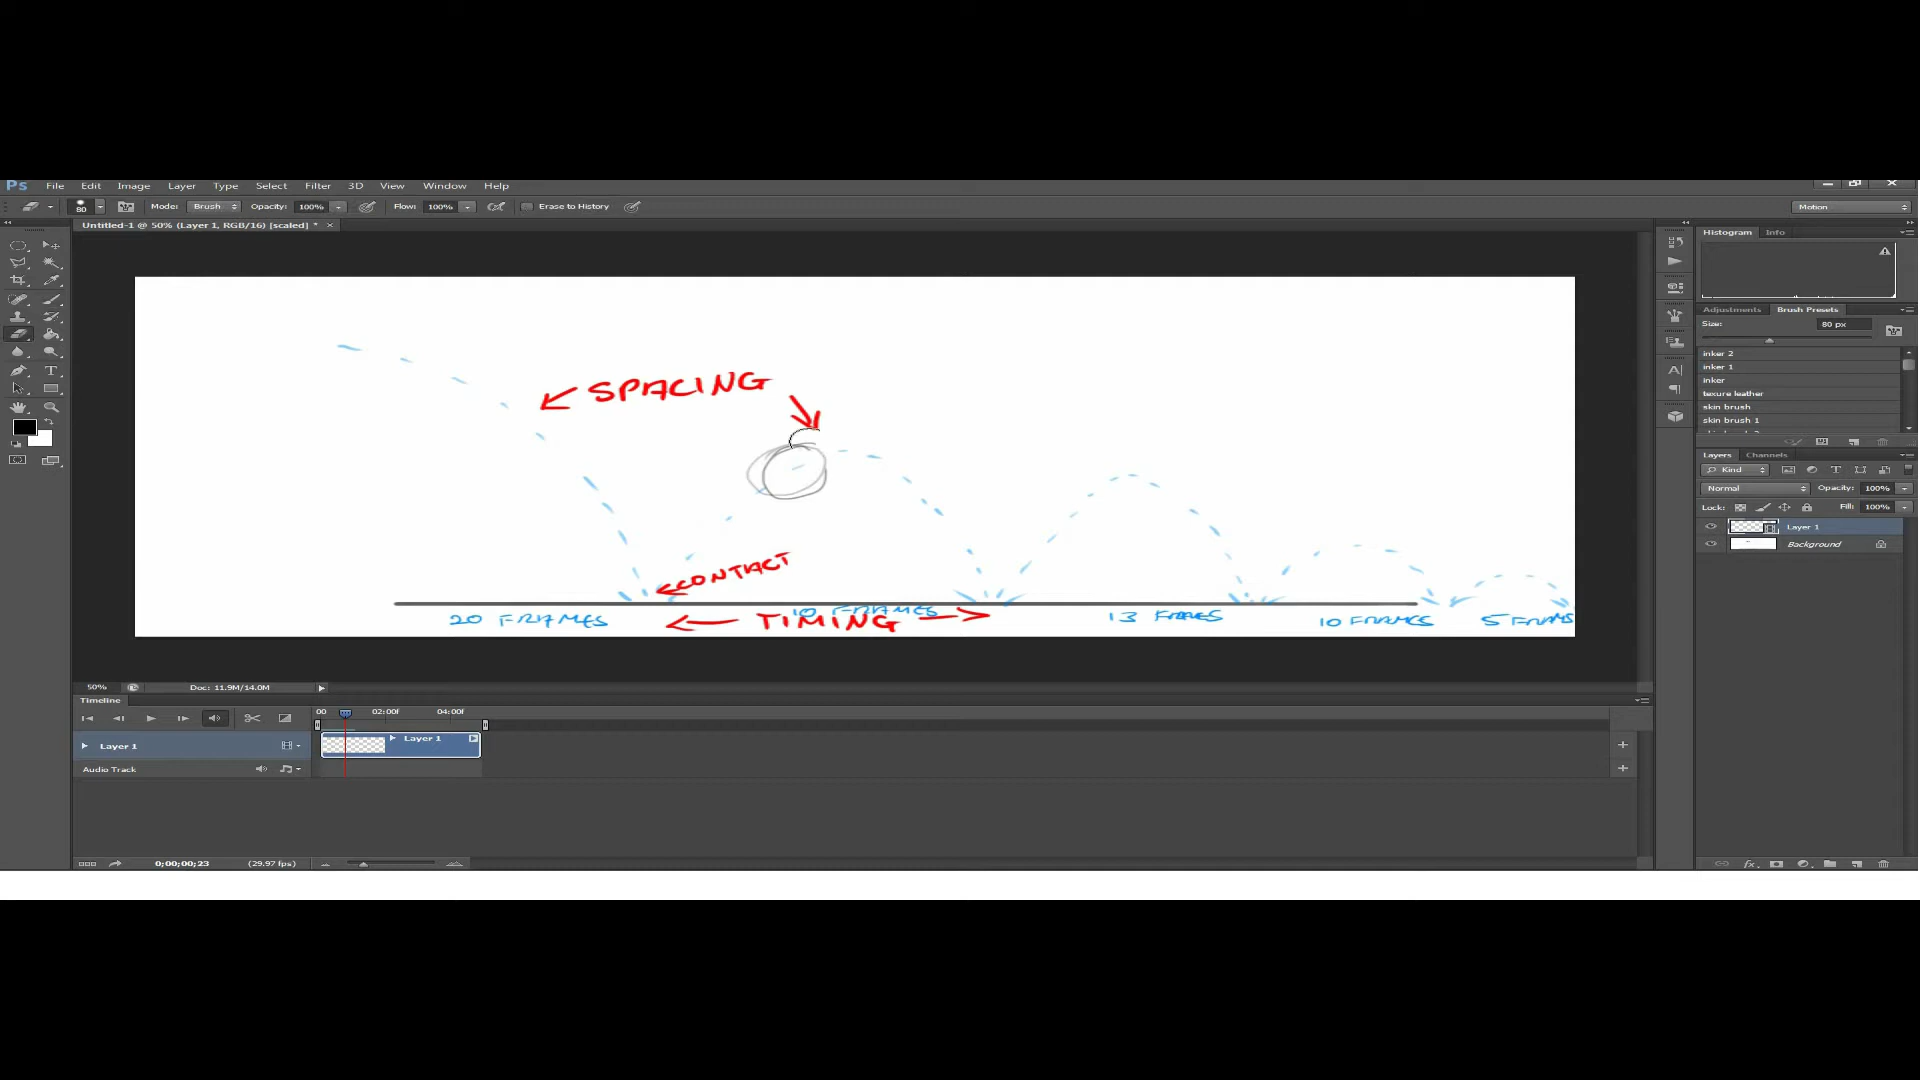 Ps File Edit Image Layer Type Select Filter 3D View Window Help
80 Mode: Brush Opacity: 100% Flow: 100% Erase to History Motion
Untitled-1 @ 50% (Layer 1, RGB/16) [scaled] * ×
Histogram Info
Adjustments Brush Presets
Size: 80 px
inker 2
inker 1
inker
texure leather
skin brush
skin brush 1
Layers Channels
Kind
Normal Opacity: 100%
Lock: Fill: 100%
Layer 1
Background
SPACING
CONTACT
20 FRAMES
10 FRAMES
TIMING
13 FRAMES
10 FRAMES
5 FRAMS
50% Doc: 11.9M/14.0M
Timeline
00 02:00f 04:00f
Layer 1
Layer 1
Audio Track
0;00;00;23 (29.97 fps)